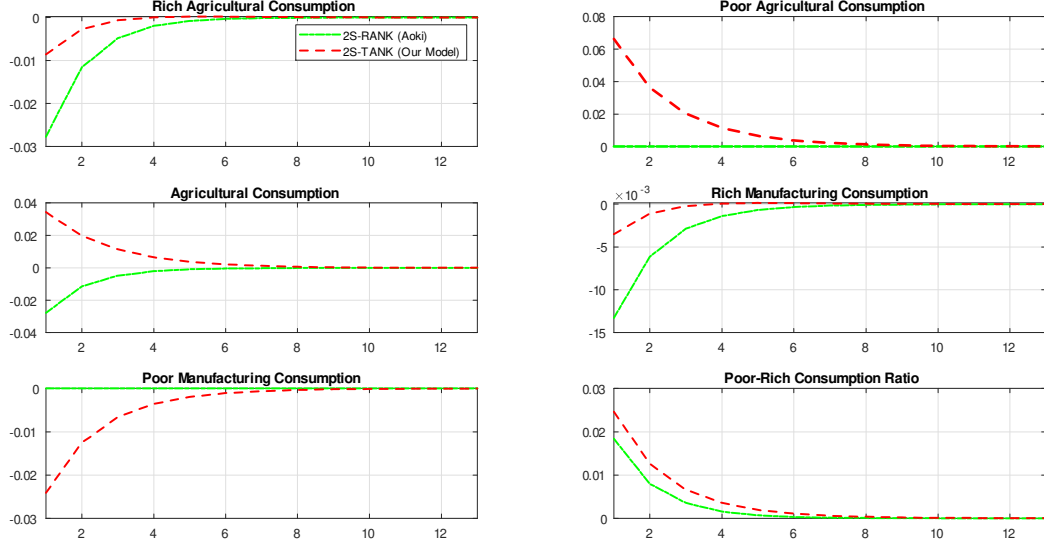 Rich Agricultural Consumption
0
-0.01
-0.02
-0.03
2 4 6 8 10 12
2S-RANK (Aoki)
2S-TANK (Our Model)
Poor Agricultural Consumption
0.08
0.06
0.04
0.02
0
2 4 6 8 10 12
Agricultural Consumption
0.04
0.02
0
-0.02
-0.04
2 4 6 8 10 12
Rich Manufacturing Consumption
× 10 -3
0
-5
-10
-15
2 4 6 8 10 12
Poor Manufacturing Consumption
0
-0.01
-0.02
-0.03
2 4 6 8 10 12
Poor-Rich Consumption Ratio
0.03
0.02
0.01
0
2 4 6 8 10 12